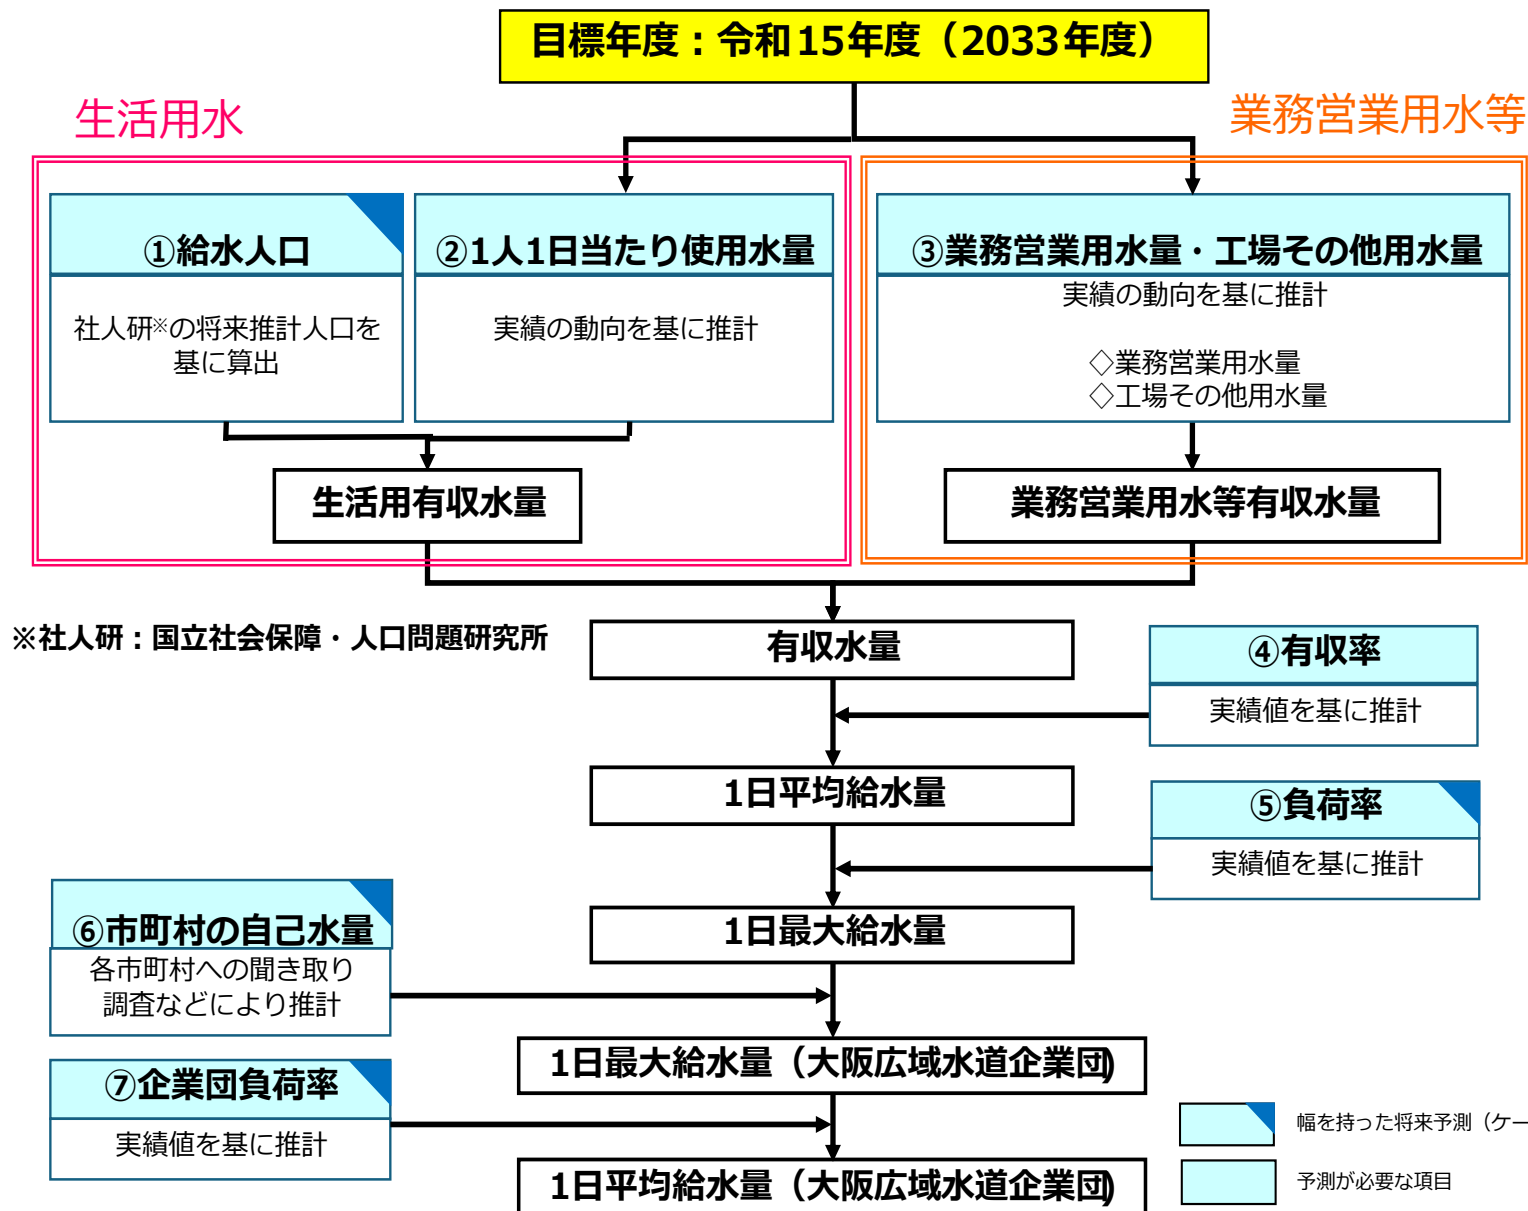 目標年度：令和15年度（2033年度）
生活用水
業務営業用水等
①給水人口
社人研※の将来推計人口を
基に算出
②1人1日当たり使用水量
実績の動向を基に推計
③業務営業用水量・工場その他用水量
実績の動向を基に推計
◇業務営業用水量
◇工場その他用水量
生活用有収水量
業務営業用水等有収水量
※社人研：国立社会保障・人口問題研究所
有収水量
④有収率
実績値を基に推計
1日平均給水量
⑤負荷率
実績値を基に推計
⑥市町村の自己水量
各市町村への聞き取り
調査などにより推計
1日最大給水量
1日最大給水量（大阪広域水道企業団)
⑦企業団負荷率
実績値を基に推計
1日平均給水量（大阪広域水道企業団)
幅を持った将来予測（ケー
予測が必要な項目